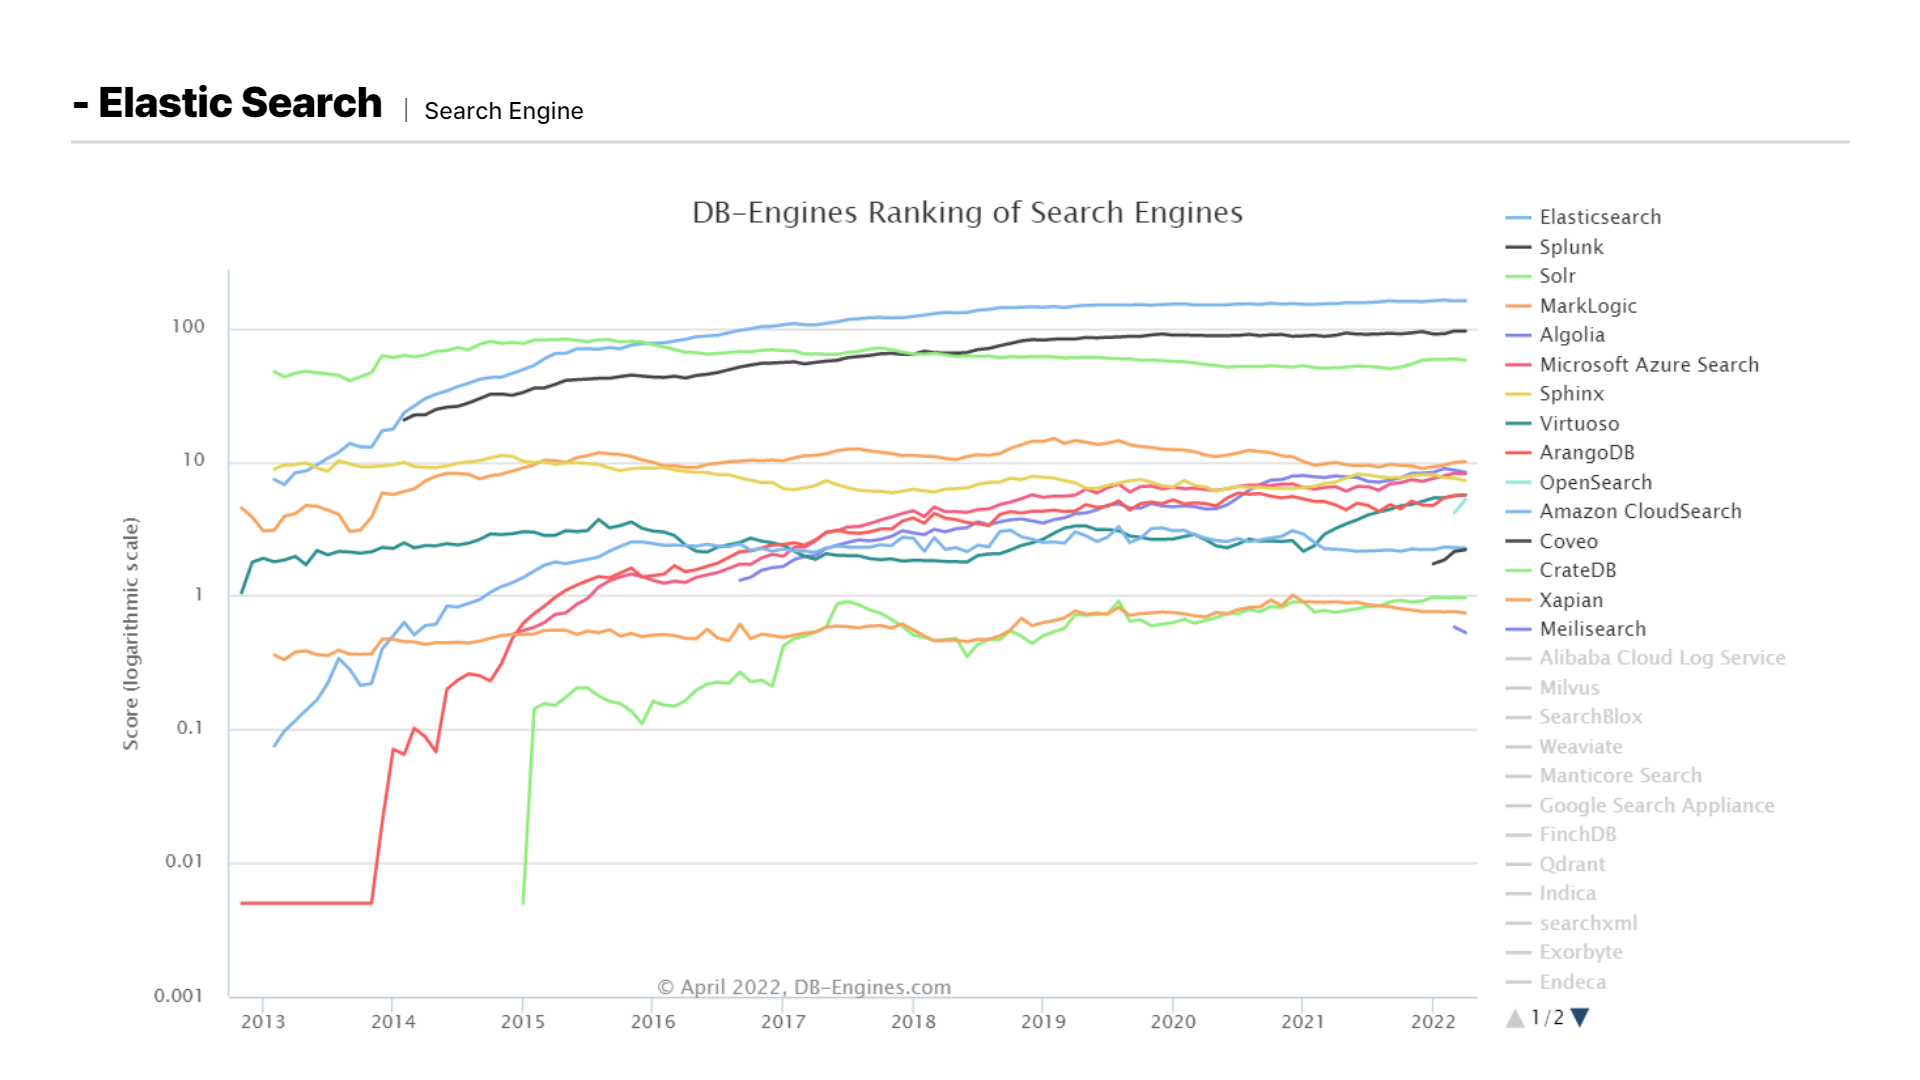 - Elastic Search | Search Engine
DB-Engines Ranking of Search Engines
Score (logarithmic scale)
100
10
1
0.1
0.01
0.001
2013 2014 2015 2016 2017 2018 2019 2020 2021 2022
© April 2022, DB-Engines.com
Elasticsearch
Splunk
Solr
MarkLogic
Algolia
Microsoft Azure Search
Sphinx
Virtuoso
ArangoDB
OpenSearch
Amazon CloudSearch
Coveo
CrateDB
Xapian
Meilisearch
Alibaba Cloud Log Service
Milvus
SearchBlox
Weaviate
Manticore Search
Google Search Appliance
FinchDB
Qdrant
Indica
searchxml
Exorbyte
Endeca
1/2